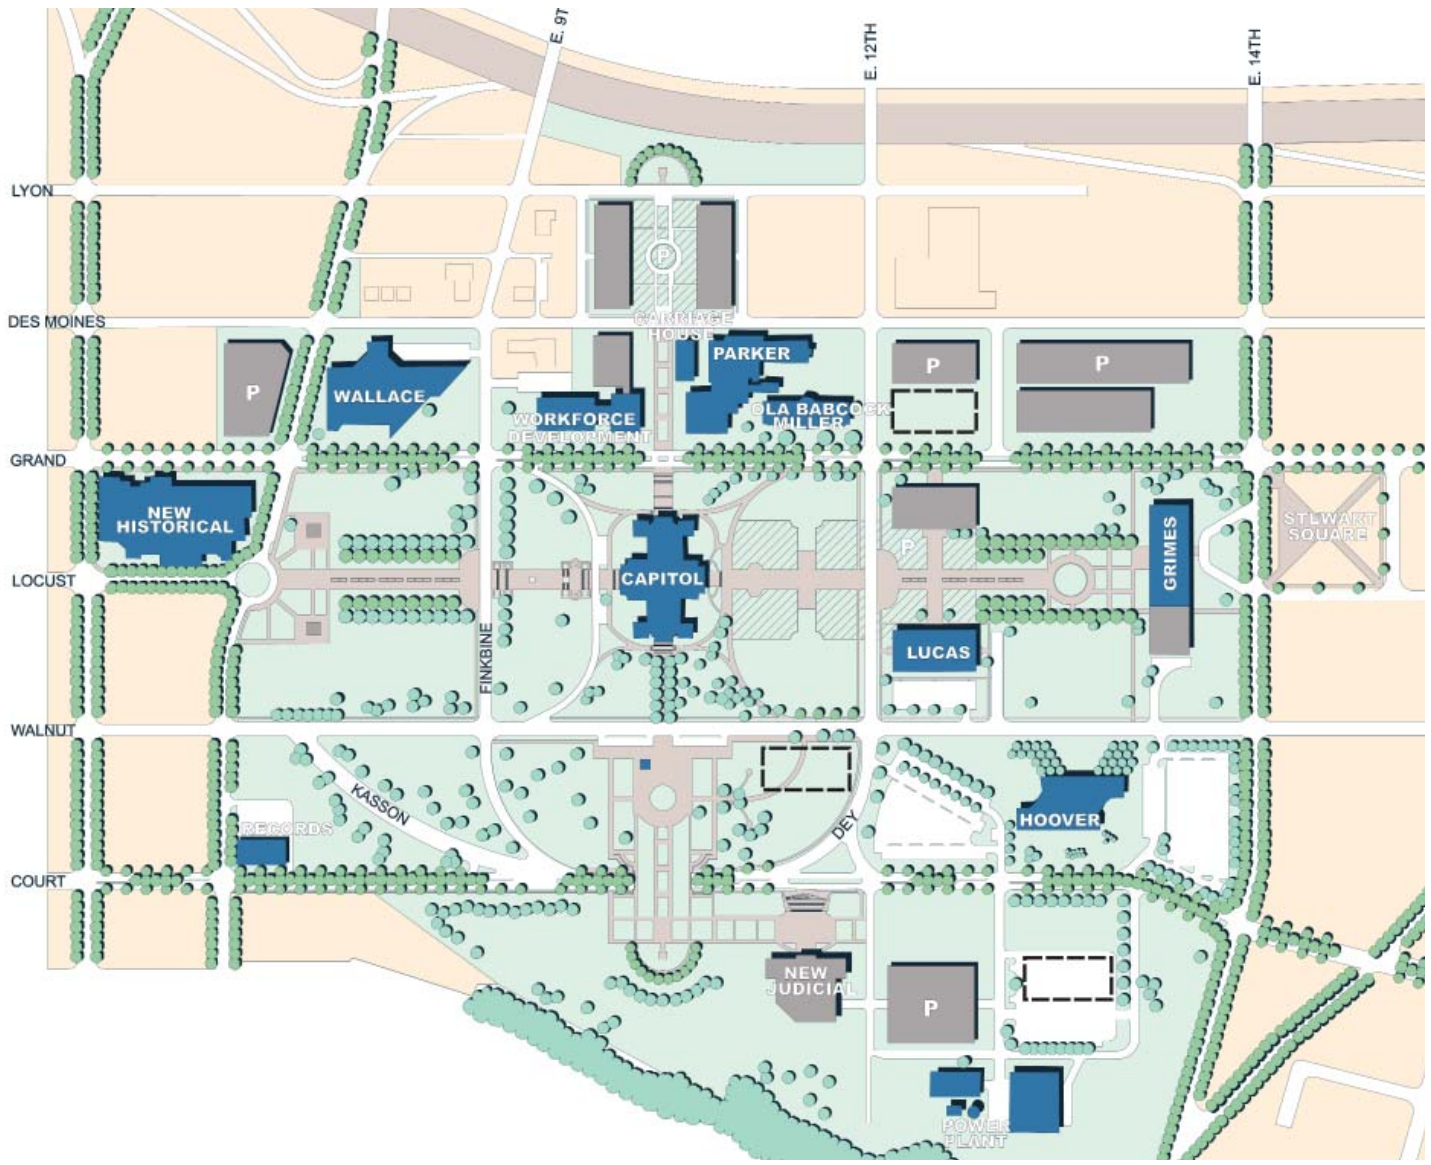 E. 9T
E. 12TH
E. 14TH
LYON
P
DES MOINES
CARRIAGE
HOUSE
PARKER
P
P
P
WALLACE
WORKFORCE
DEVELOPMENT
OLA BABCOCK
MILLER
GRAND
NEW
HISTORICAL
STEWART
SQUARE
P
GRIMES
LOCUST
CAPITOL
FINKBINE
LUCAS
WALNUT
KASSON
DEY
HOOVER
RECORDS
COURT
NEW
JUDICIAL
P
POWER
PLANT